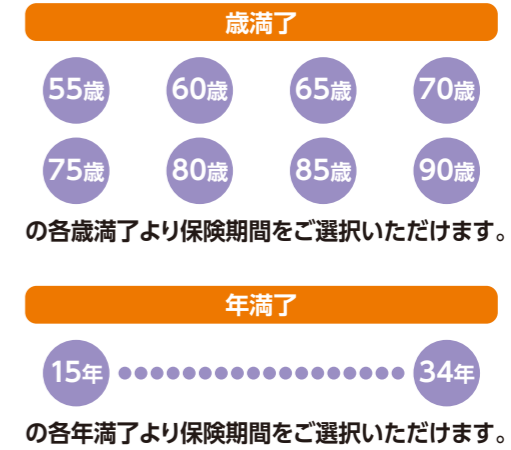 歳満了
55歳 60歳 65歳 70歳
75歳 80歳 85歳 90歳
の各歳満了より保険期間をご選択いただけます。
年満了
15年 34年
の各年満了より保険期間をご選択いただけます。